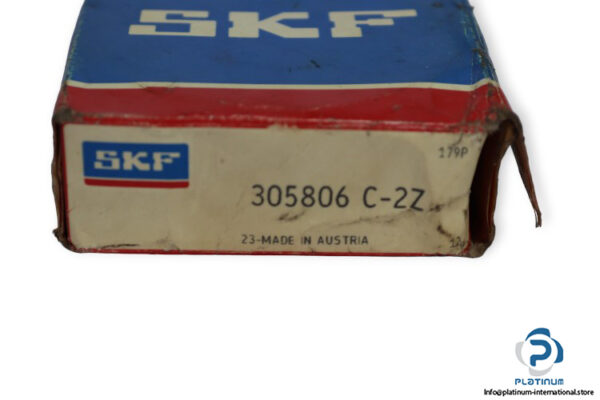 SKF
SKF
179P
305806 C-2Z
23-MADE IN AUSTRIA
PLATINUM
Info@platinum-international.store